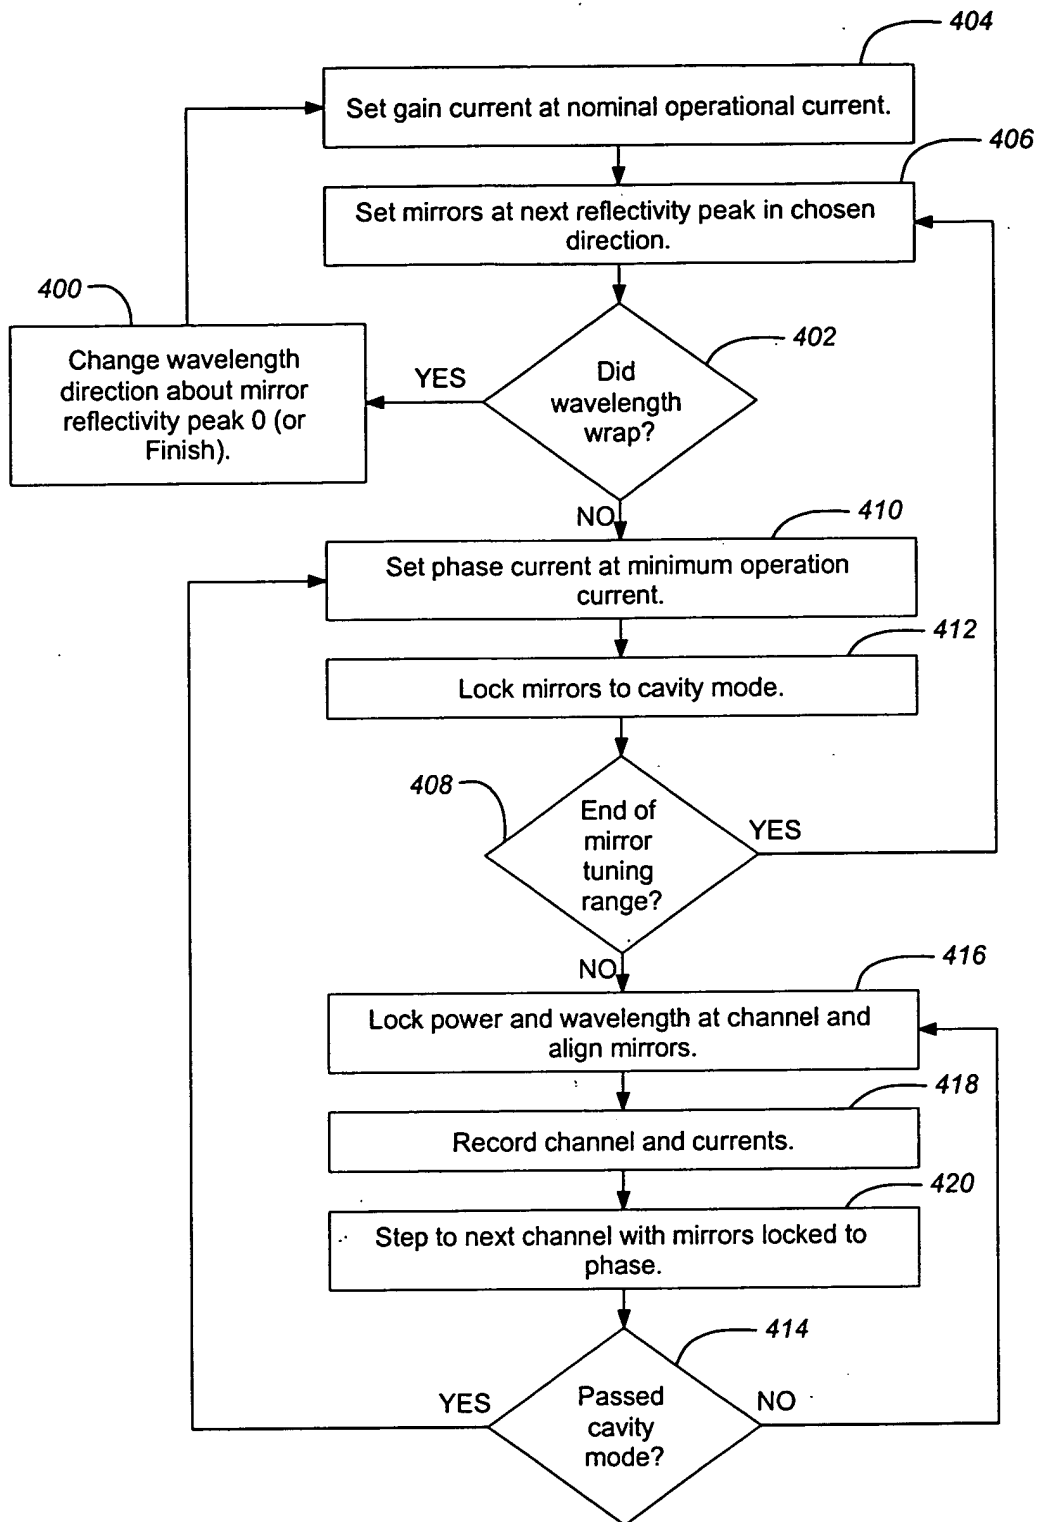 404
Set gain current at nominal operational current.
406
Set mirrors at next reflectivity peak in chosen
direction.
400
Change wavelength
direction about mirror
reflectivity peak 0 (or
Finish).
YES
402
Did
wavelength
wrap?
NO
410
Set phase current at minimum operation
current.
412
Lock mirrors to cavity mode.
408
End of
mirror
tuning
range?
YES
NO
416
Lock power and wavelength at channel and
align mirrors.
418
Record channel and currents.
420
Step to next channel with mirrors locked to
phase.
414
YES
Passed
cavity
mode?
NO